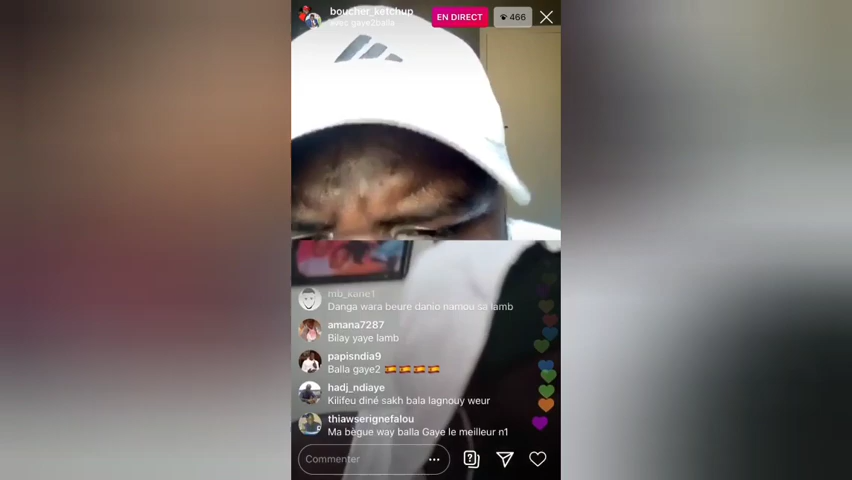 boucher_ketchup
avec gaye2balla
EN DIRECT
466
mb_kane1
Danga wara beure danio namou sa lamb
amana7287
Bilay yaye lamb
papisndia9
Balla gaye2 🇪🇸🇪🇸🇪🇸🇪🇸
hadj_ndiaye
Kilifeu diné sakh bala lagnouy weur
thiawserignefalou
Ma bègue way balla Gaye le meilleur n1
Commenter